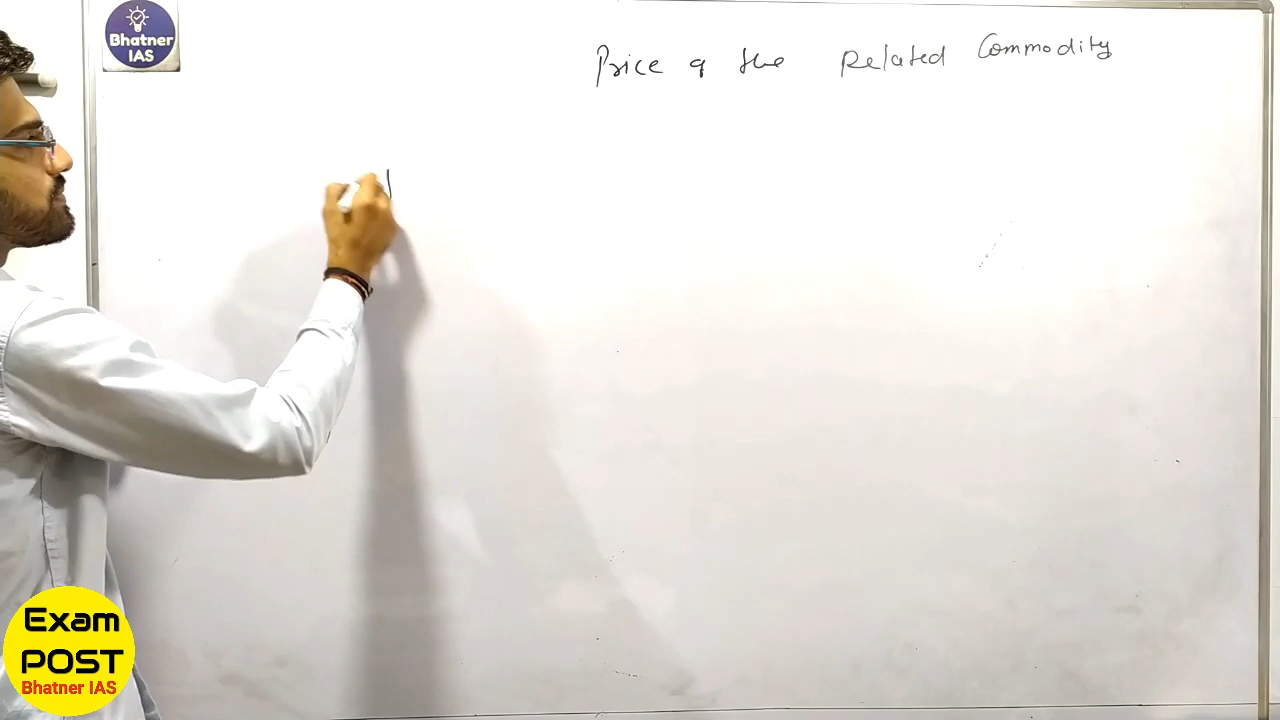 Bhatner
IAS
Price of the Related Commodity
Exam
POST
Bhatner IAS